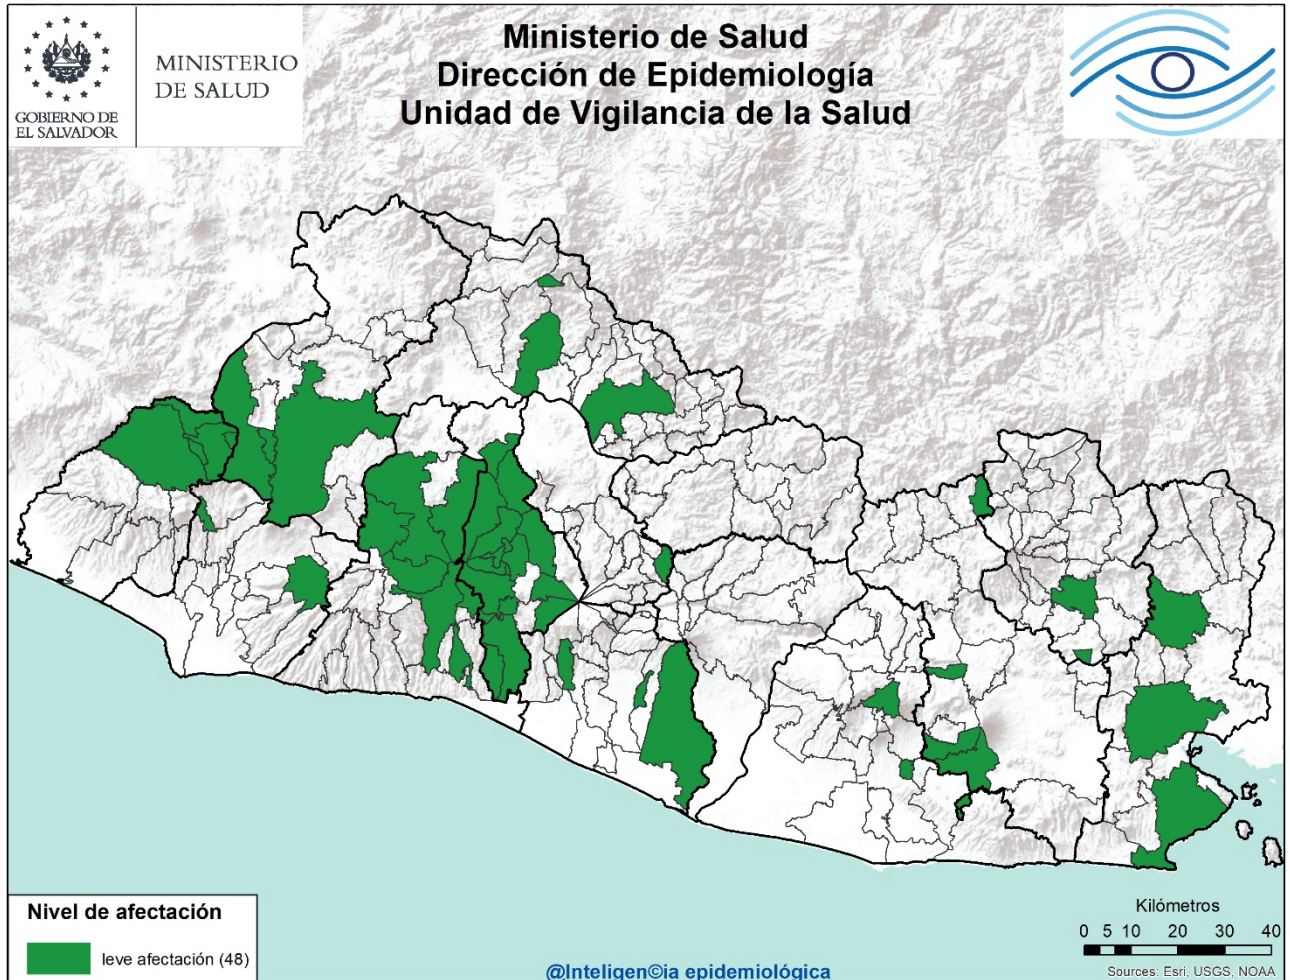 GOBIERNO DE
EL SALVADOR
MINISTERIO
DE SALUD
Ministerio de Salud
Dirección de Epidemiología
Unidad de Vigilancia de la Salud
Nivel de afectación
leve afectación (48)
@Inteligen©ia epidemiológica
Kilómetros
0 5 10 20 30 40
Sources: Esri, USGS, NOAA